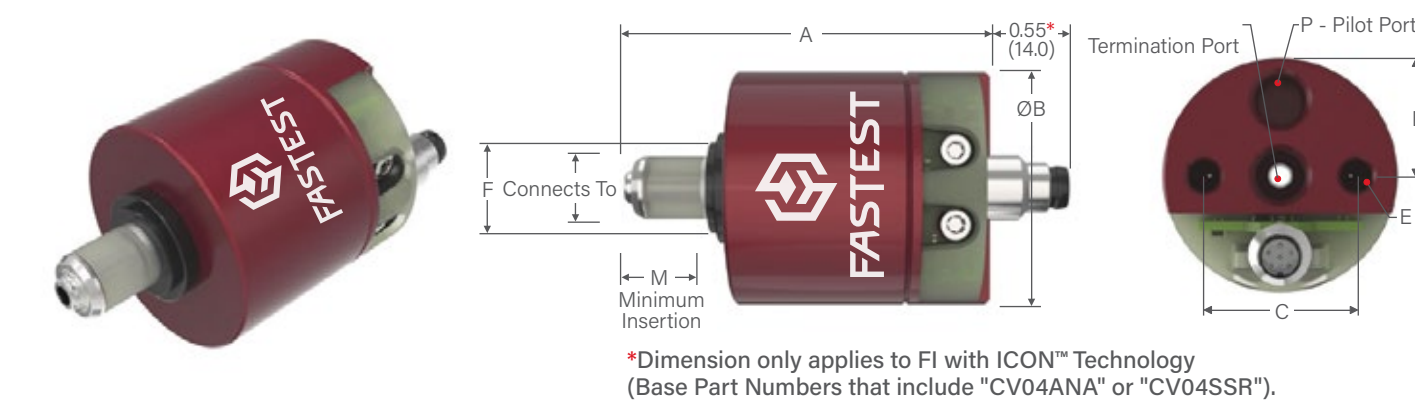 FASTEST
A
0.55*
(14.0)
ØB
F Connects To
FASTEST
M
Minimum
Insertion
Termination Port
P - Pilot Port
E
C
*Dimension only applies to FI with ICON™ Technology
(Base Part Numbers that include "CV04ANA" or "CV04SSR").